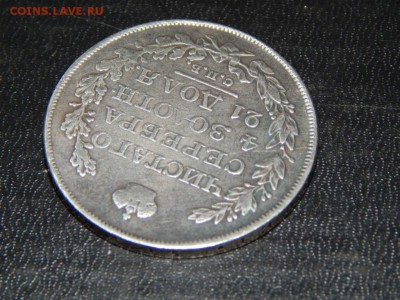 COINS.LAVE.RU
ЧИСТАГО
СЕРЕБРА
4 ЗОЛОТН.
21 ДОЛЯ
С.П.Б.